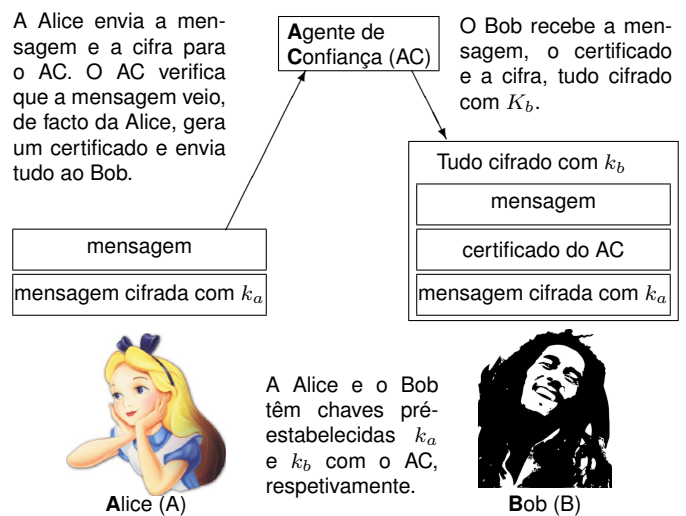 A Alice envia a men-
sagem e a cifra para
o AC. O AC verifica
que a mensagem veio,
de facto da Alice, gera
um certificado e envia
tudo ao Bob.
Agente de
Confiança (AC)
O Bob recebe a men-
sagem, o certificado
e a cifra, tudo cifrado
com K_b.
mensagem
mensagem cifrada com k_a
Tudo cifrado com k_b
mensagem
certificado do AC
mensagem cifrada com k_a
A Alice e o Bob
têm chaves pré-
estabelecidas k_a
e k_b com o AC,
respetivamente.
Alice (A)
Bob (B)